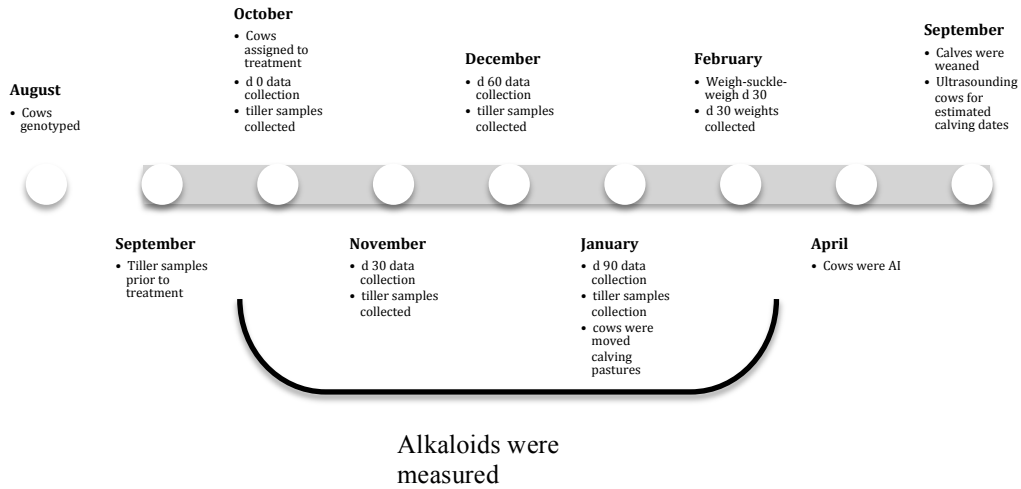 August
• Cows
genotyped
September
• Tiller samples
prior to
treatment
October
• Cows
assigned to
treatment
• d 0 data
collection
• tiller samples
collected
November
• d 30 data
collection
• tiller samples
collected
December
• d 60 data
collection
• tiller samples
collected
January
• d 90 data
collection
• tiller samples
collection
• cows were
moved
calving
pastures
February
• Weigh-suckle-
weigh d 30
• d 30 weights
collected
April
• Cows were AI
September
• Calves were
weaned
• Ultrasounding
cows for
estimated
calving dates
Alkaloids were
measured